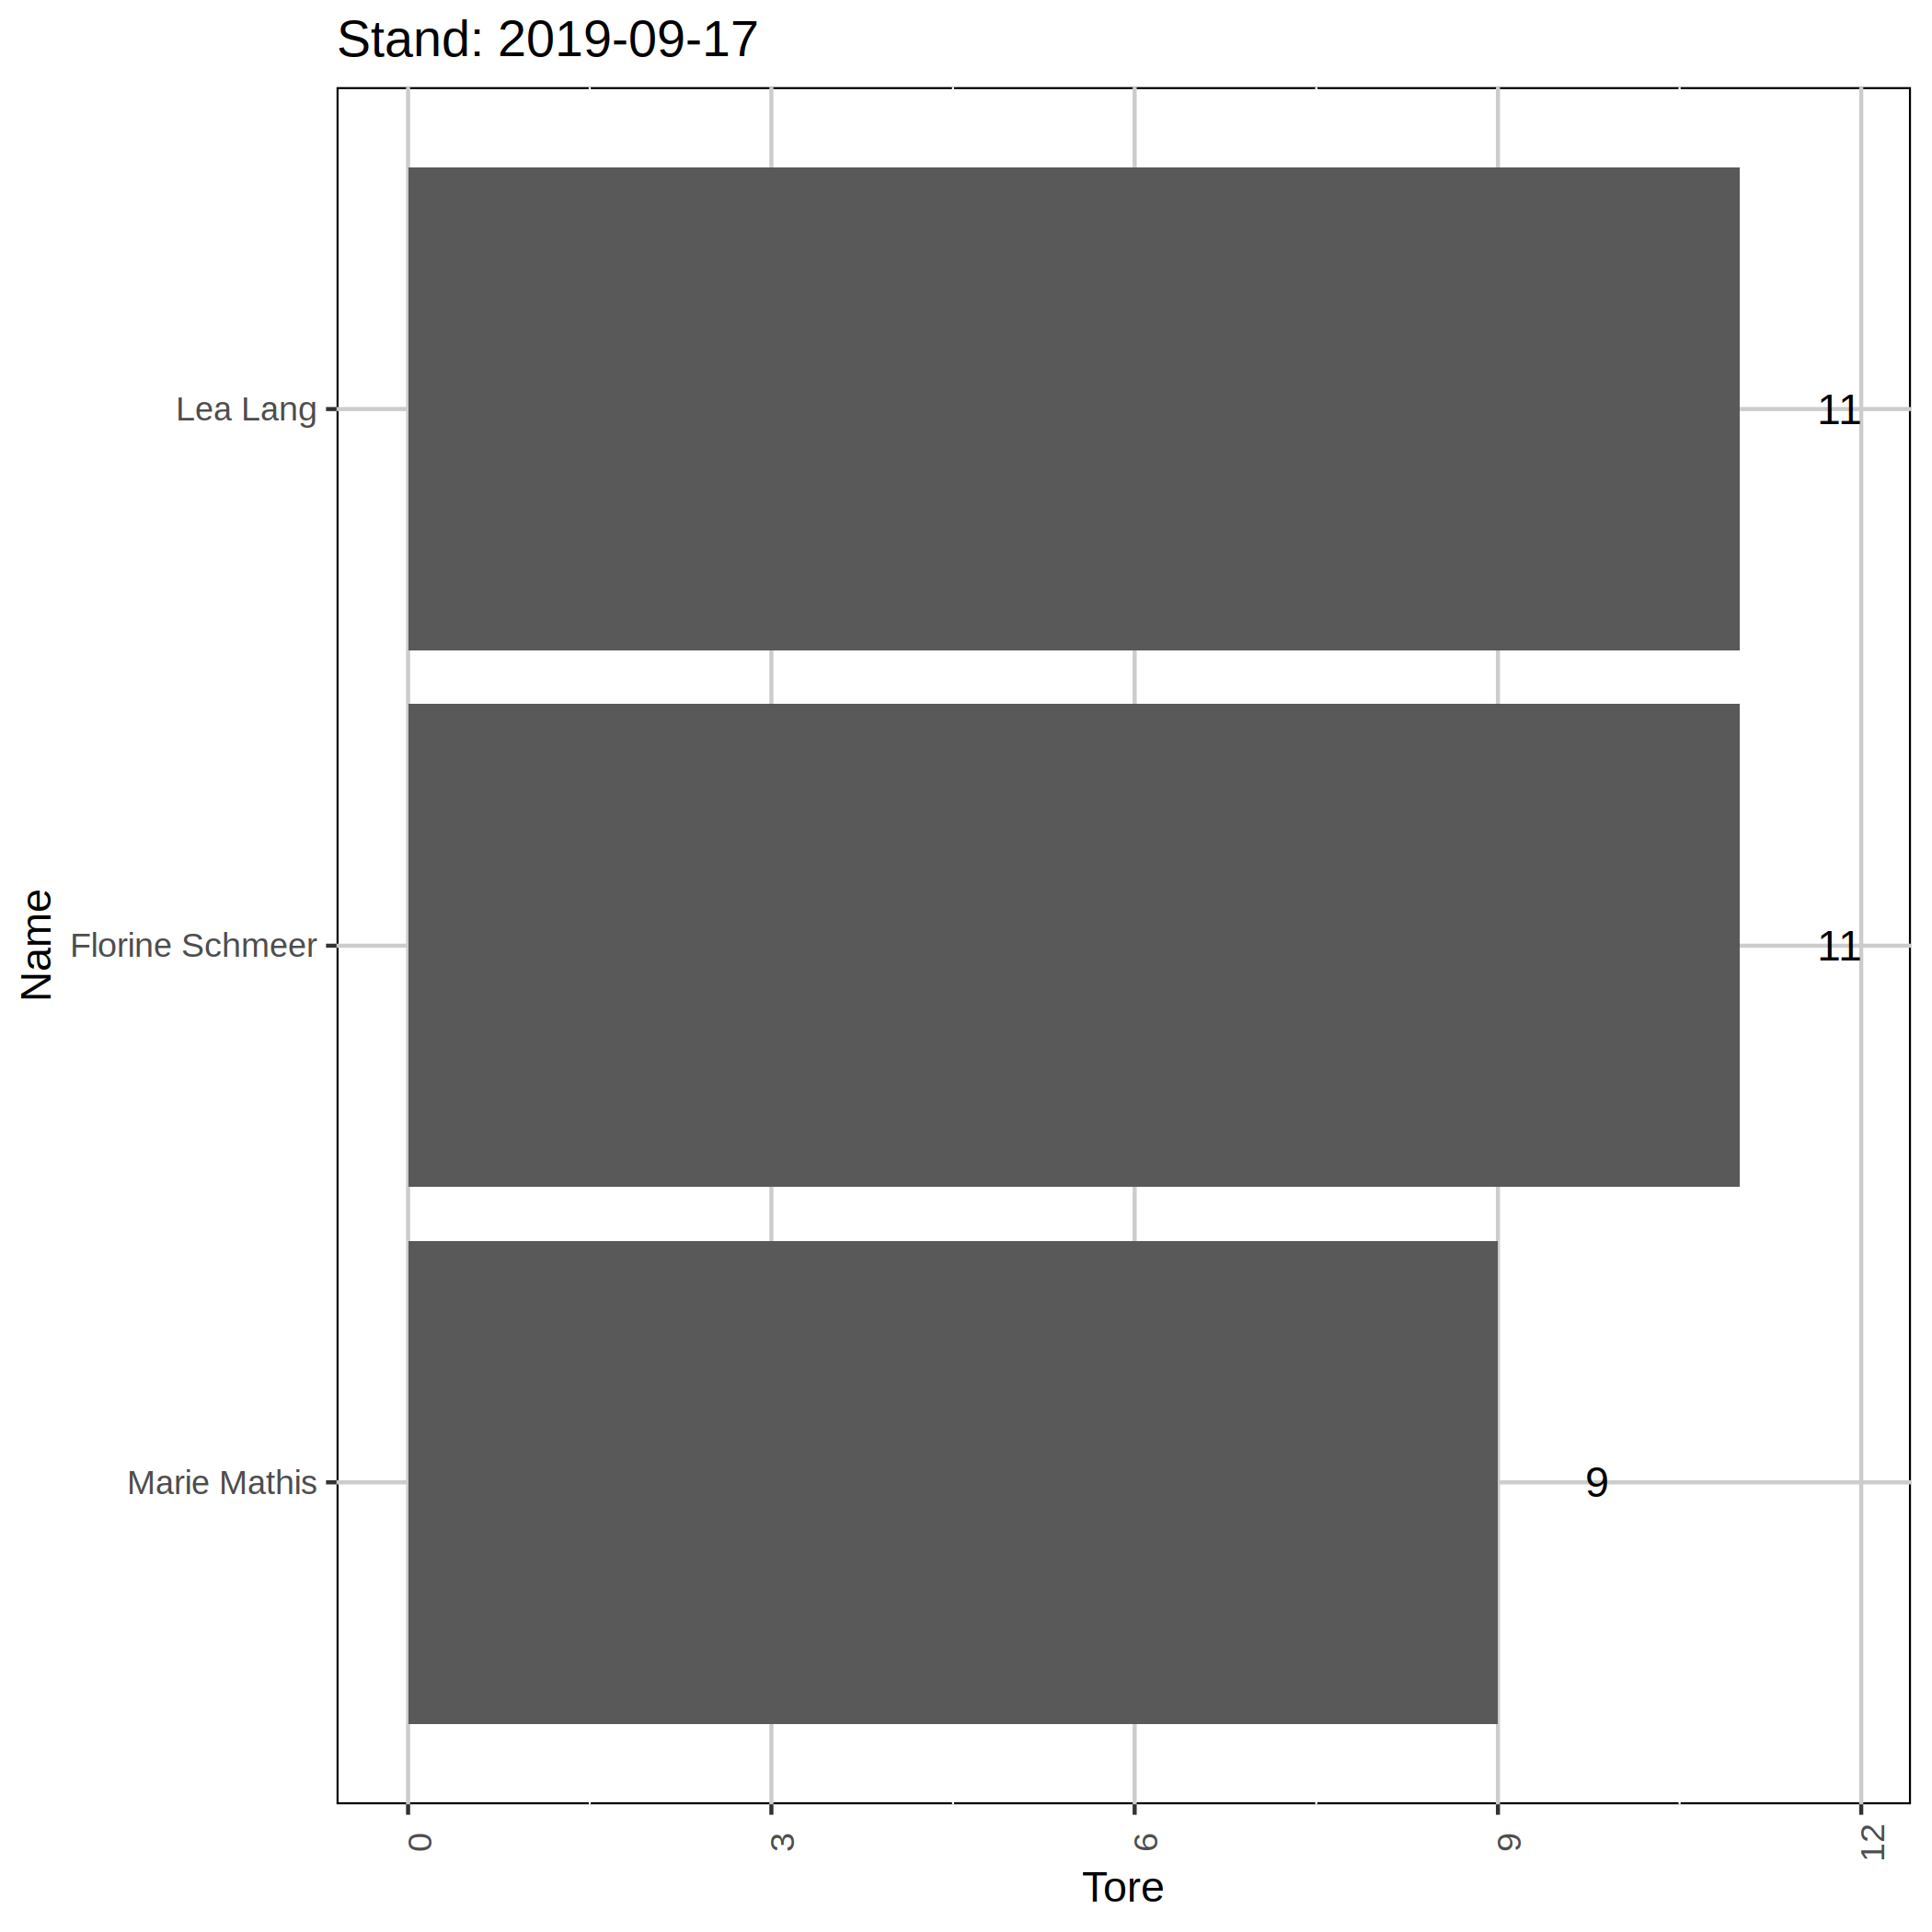 Stand: 2019-09-17
Name
Lea Lang
11
Florine Schmeer
11
Marie Mathis
9
0 3 6 9 12
Tore